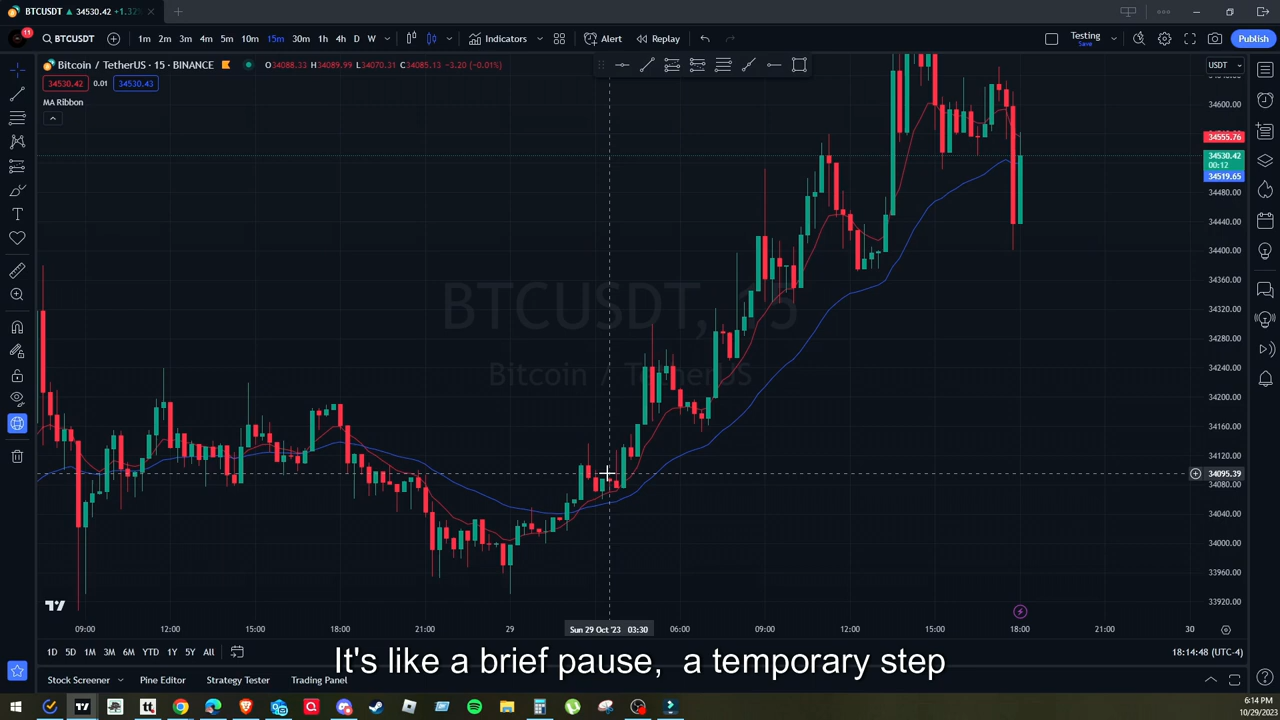 BTCUSDT 34530.42 +1.32%
11
BTCUSDT
1m 2m 3m 4m 5m 10m 15m 30m 1h 4h D W
Indicators
Alert
Replay
Testing
Save
Publish
Bitcoin / TetherUS · 15 · BINANCE O34088.33 H34089.99 L34070.31 C34085.13 −3.20 (−0.01%)
USDT
34530.42 0.01 34530.43
MA Ribbon
34600.00
34555.76
34530.42
00:12
34519.65
34480.00
34440.00
34400.00
34360.00
34320.00
34280.00
34240.00
34200.00
34160.00
34120.00
34095.39
34080.00
34040.00
34000.00
33960.00
33920.00
BTCUSDT, 15
Bitcoin / TetherUS
09:00 12:00 15:00 18:00 21:00 29 Sun 29 Oct '23 03:30 06:00 09:00 12:00 15:00 18:00 21:00 30
1D 5D 1M 3M 6M YTD 1Y 5Y All
18:14:48 (UTC-4)
It's like a brief pause, a temporary step
Stock Screener Pine Editor Strategy Tester Trading Panel
6:14 PM
10/29/2023